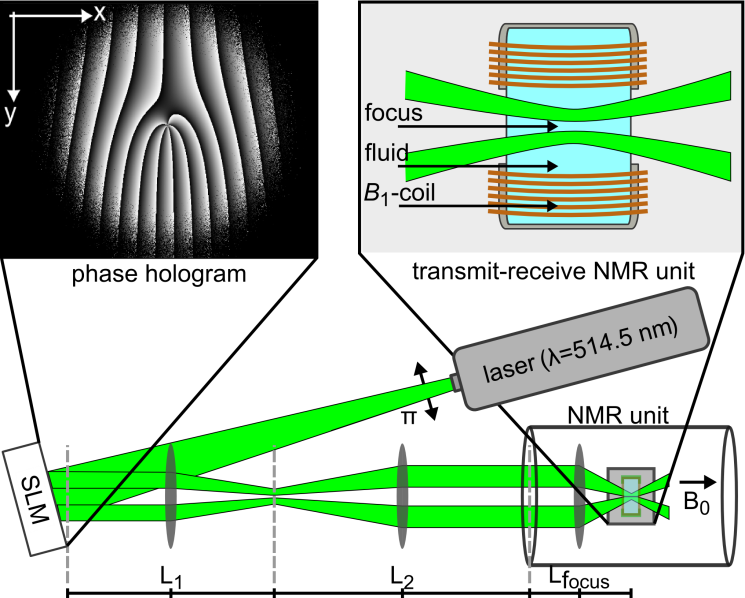 x
y
phase hologram
focus
fluid
B₁-coil
transmit-receive NMR unit
laser (λ=514.5 nm)
π
NMR unit
SLM
B₀
L₁
L₂
L_focus